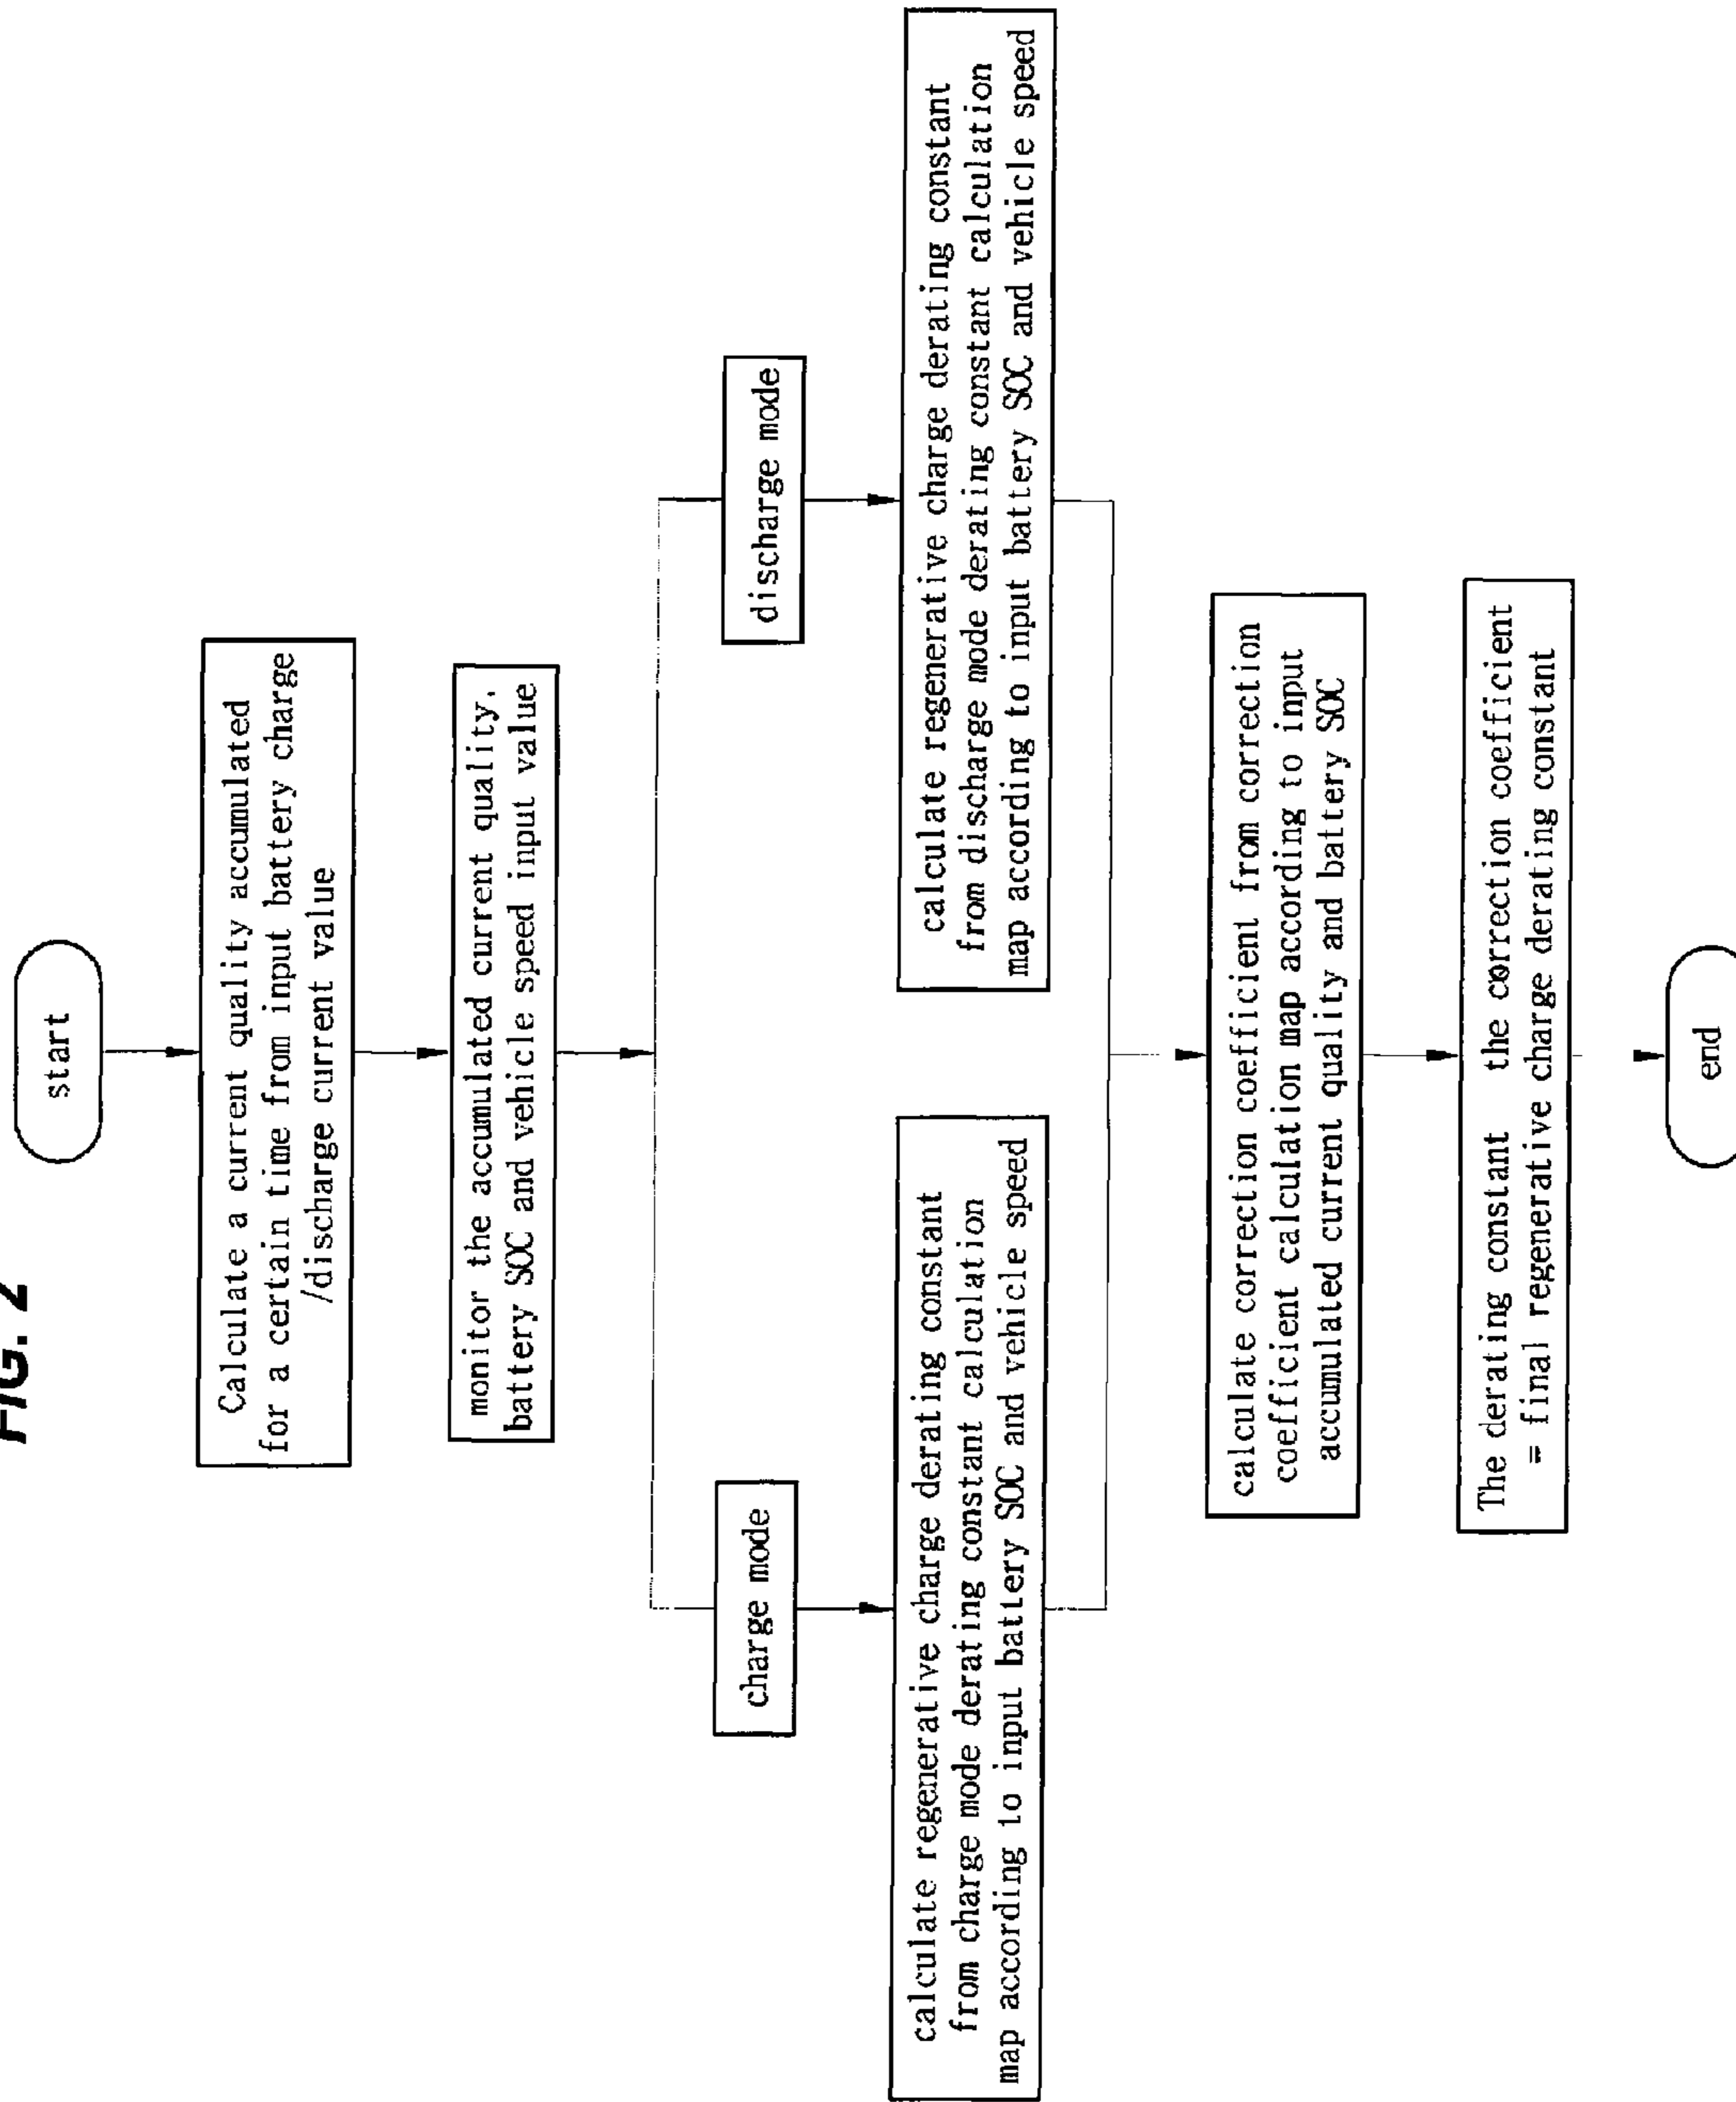 FIG. 2
start
Calculate a current quality accumulated
for a certain time from input battery charge
/discharge current value
monitor the accumulated current quality,
battery SOC and vehicle speed input value
charge mode
discharge mode
calculate regenerative charge derating constant
from charge mode derating constant calculation
map according to input battery SOC and vehicle speed
calculate regenerative charge derating constant
from discharge mode derating constant calculation
map according to input battery SOC and vehicle speed
calculate correction coefficient from correction
coefficient calculation map according to input
accumulated current quality and battery SOC
The derating constant the correction coefficient
= final regenerative charge derating constant
end